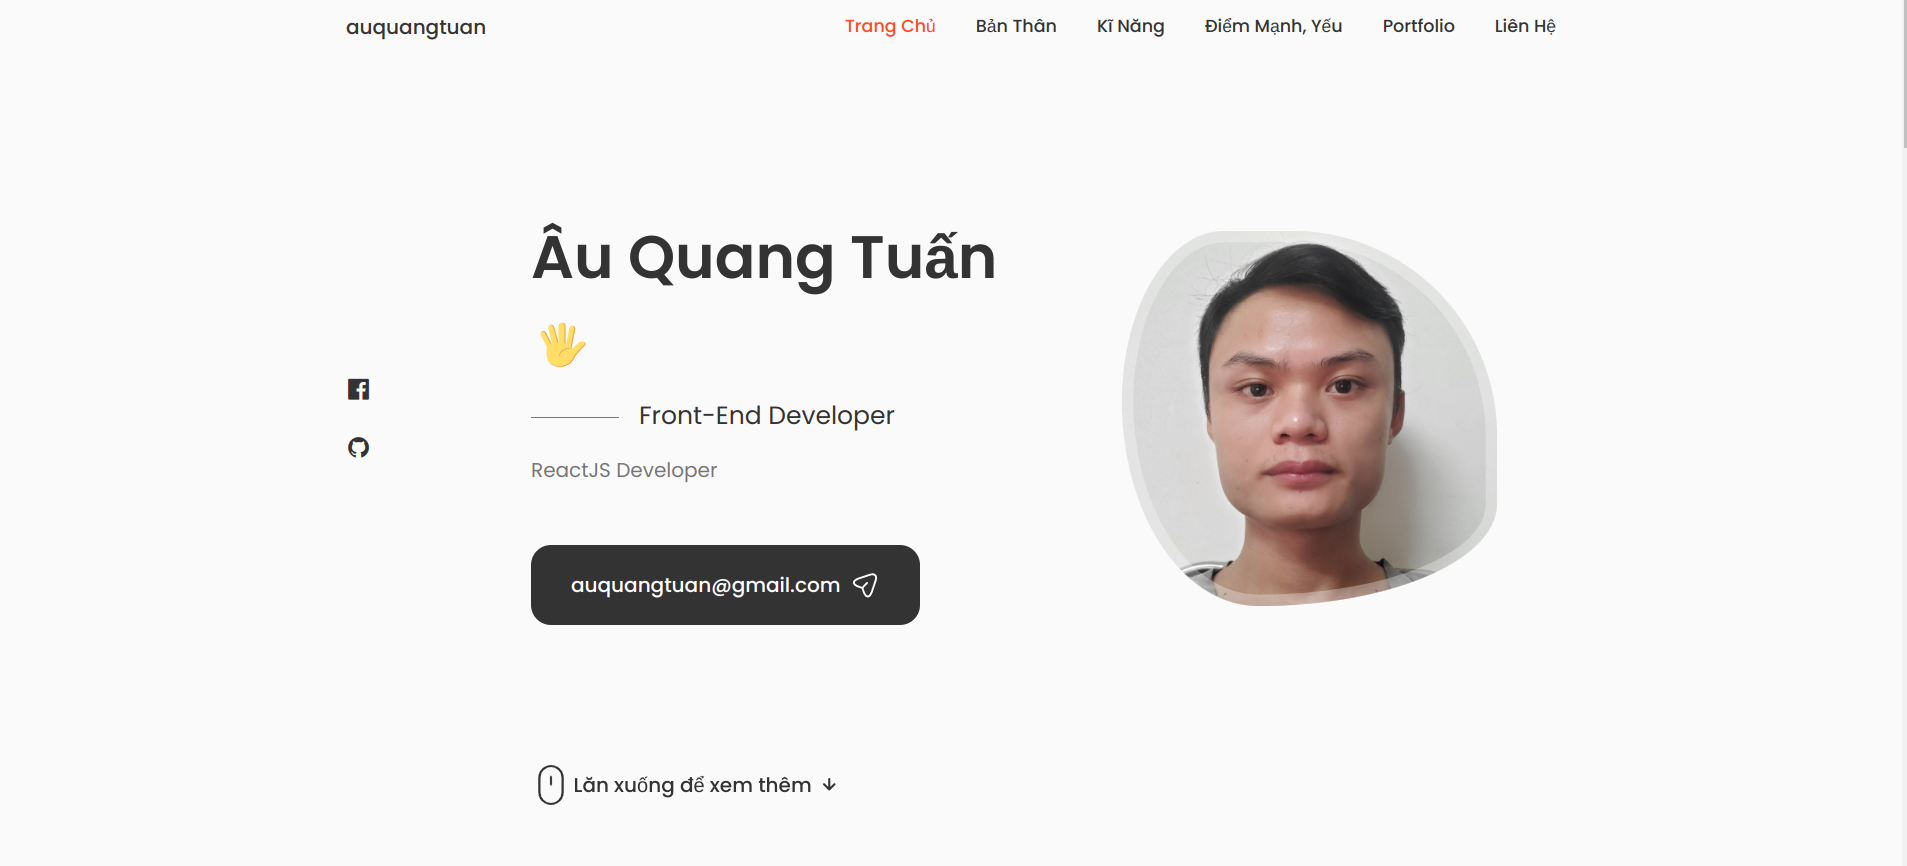 auquangtuan
Trang Chủ
Bản Thân
Kĩ Năng
Điểm Mạnh, Yếu
Portfolio
Liên Hệ
Âu Quang Tuấn
Front-End Developer
ReactJS Developer
auquangtuan@gmail.com
Lăn xuống để xem thêm